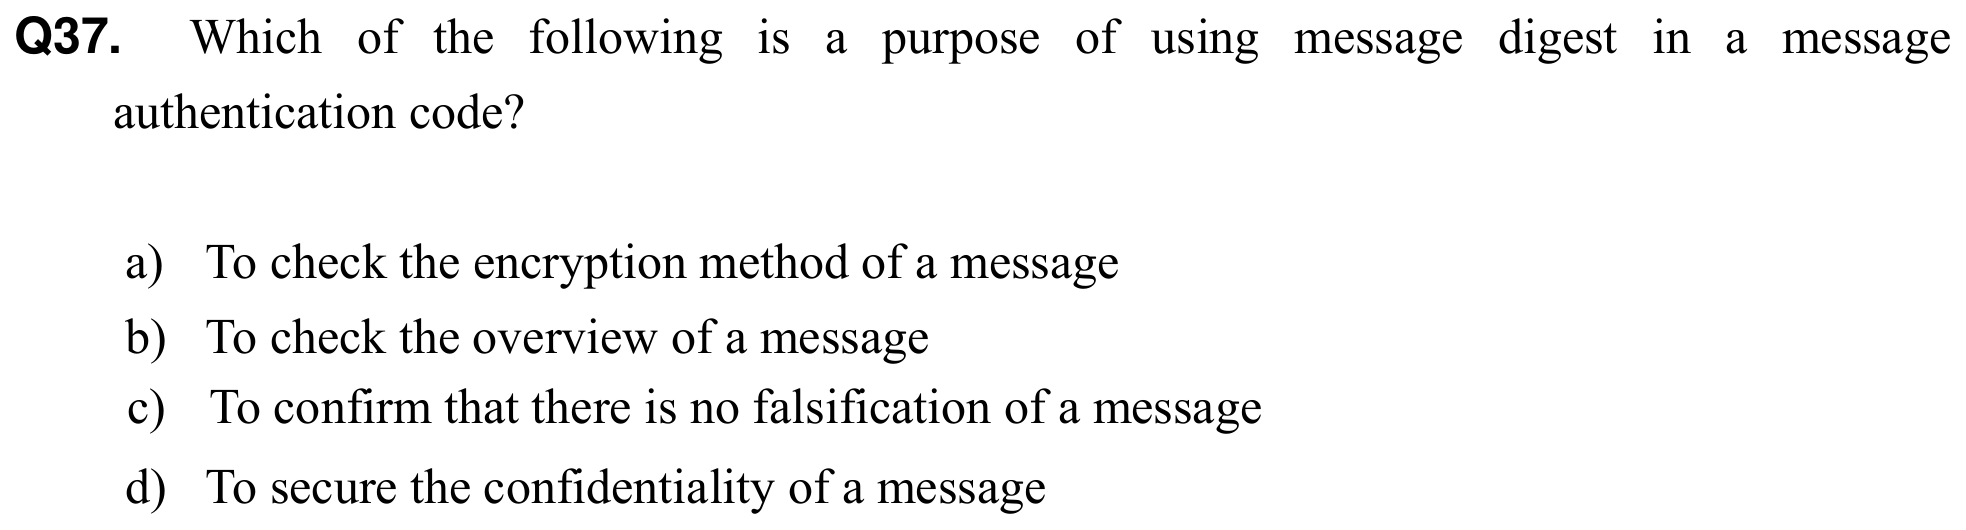 Q37. Which of the following is a purpose of using message digest in a message
authentication code?
a) To check the encryption method of a message
b) To check the overview of a message
c) To confirm that there is no falsification of a message
d) To secure the confidentiality of a message